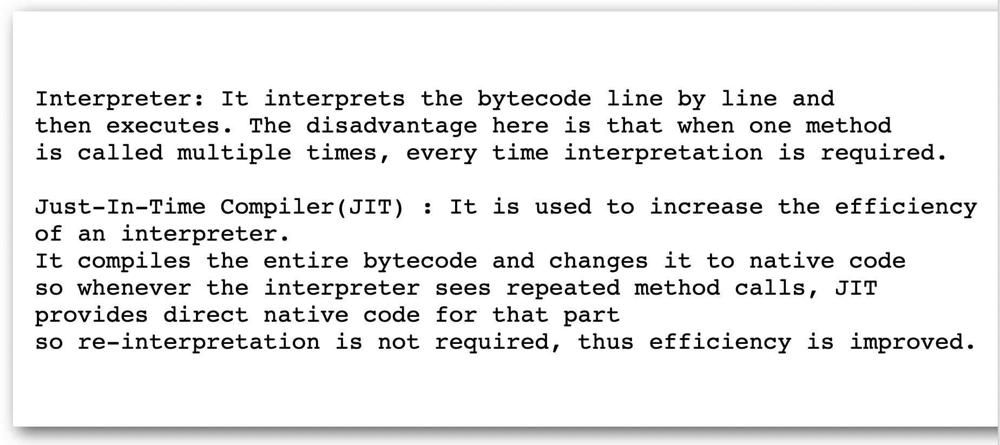 Interpreter: It interprets the bytecode line by line and
then executes. The disadvantage here is that when one method
is called multiple times, every time interpretation is required.
Just-In-Time Compiler(JIT) : It is used to increase the efficiency
of an interpreter.
It compiles the entire bytecode and changes it to native code
so whenever the interpreter sees repeated method calls, JIT
provides direct native code for that part
so re-interpretation is not required, thus efficiency is improved.